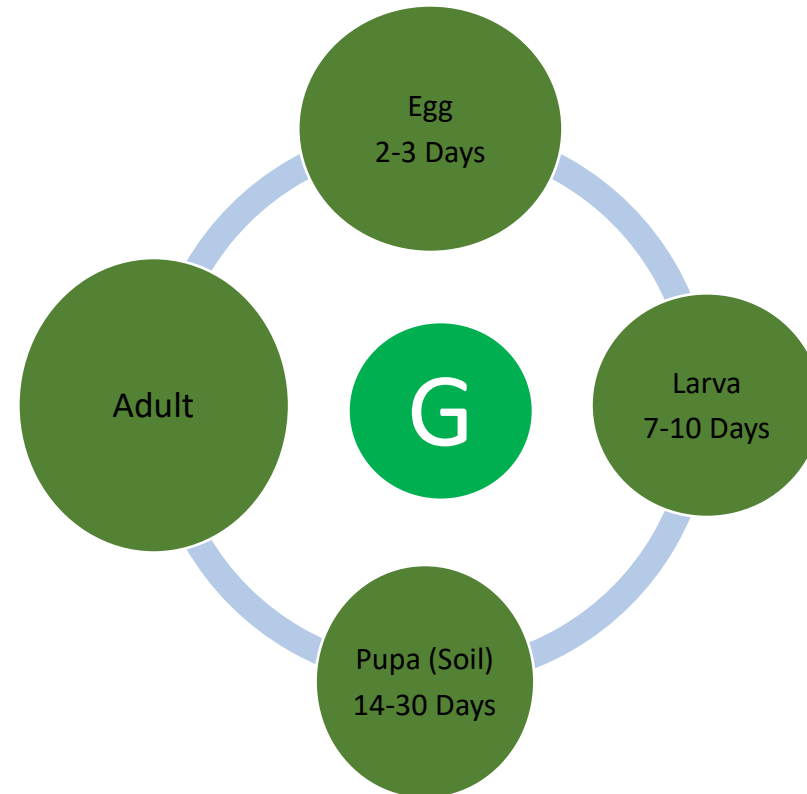 Egg
2-3 Days
Larva
7-10 Days
Adult
G
Pupa (Soil)
14-30 Days